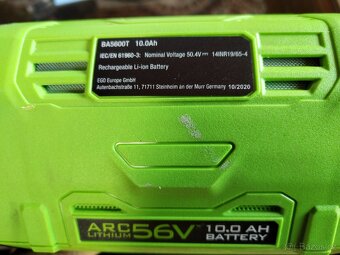 BA5600T 10.0Ah
IEC/EN 61960-3: Nominal Voltage 50.4V⎓ 14INR19/65-4
Rechargeable Li-ion Battery
EGO Europe GmbH
Autenbachstraße 11, 71711 Steinheim an der Murr Germany 10/2020
ARC LITHIUM 56V 10.0 AH BATTERY